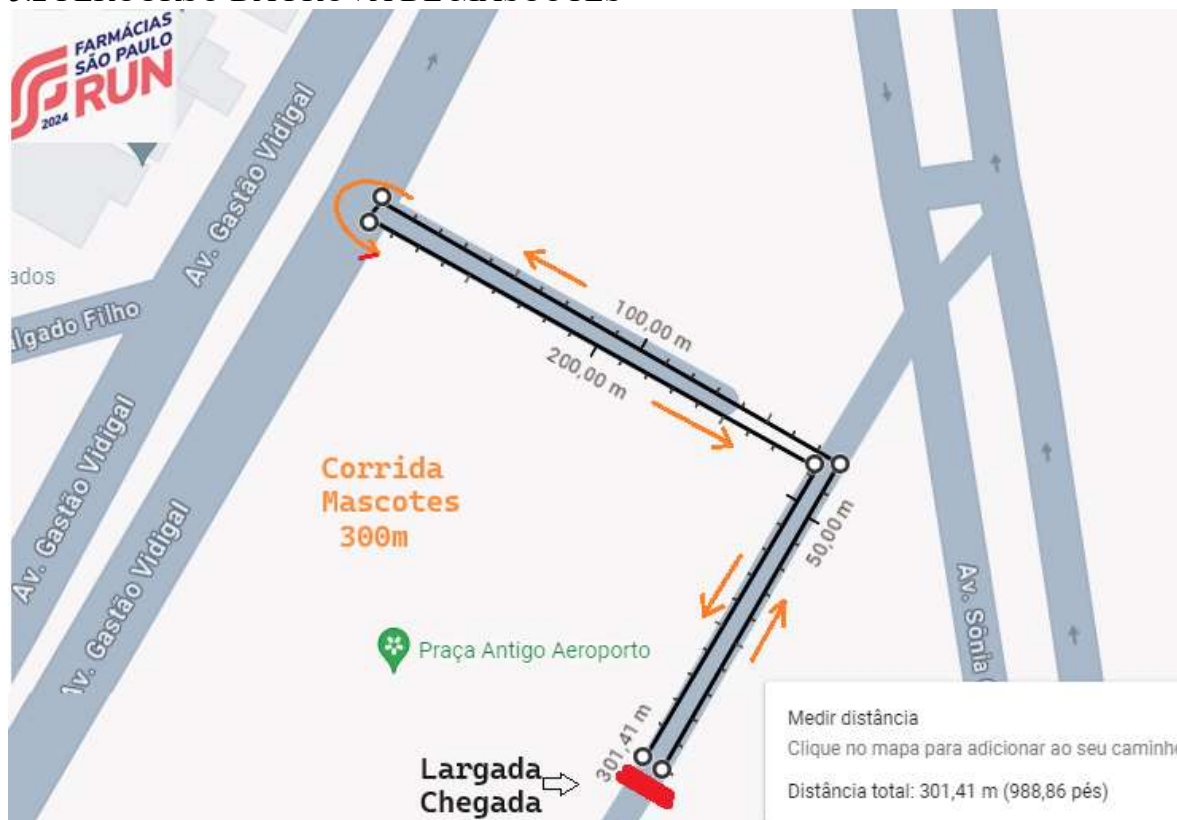 FARMÁCIAS
SÃO PAULO
RUN
2024
Av. Gastão Vidigal
ados
algado Filho
100,00 m
200,00 m
Corrida
Mascotes
300m
50,00 m
Av. Gastão Vidigal
Av. Gastão Vidigal
Av. Sônia
Praça Antigo Aeroporto
301,41 m
Largada
Chegada
Medir distância
Clique no mapa para adicionar ao seu caminho
Distância total: 301,41 m (988,86 pés)